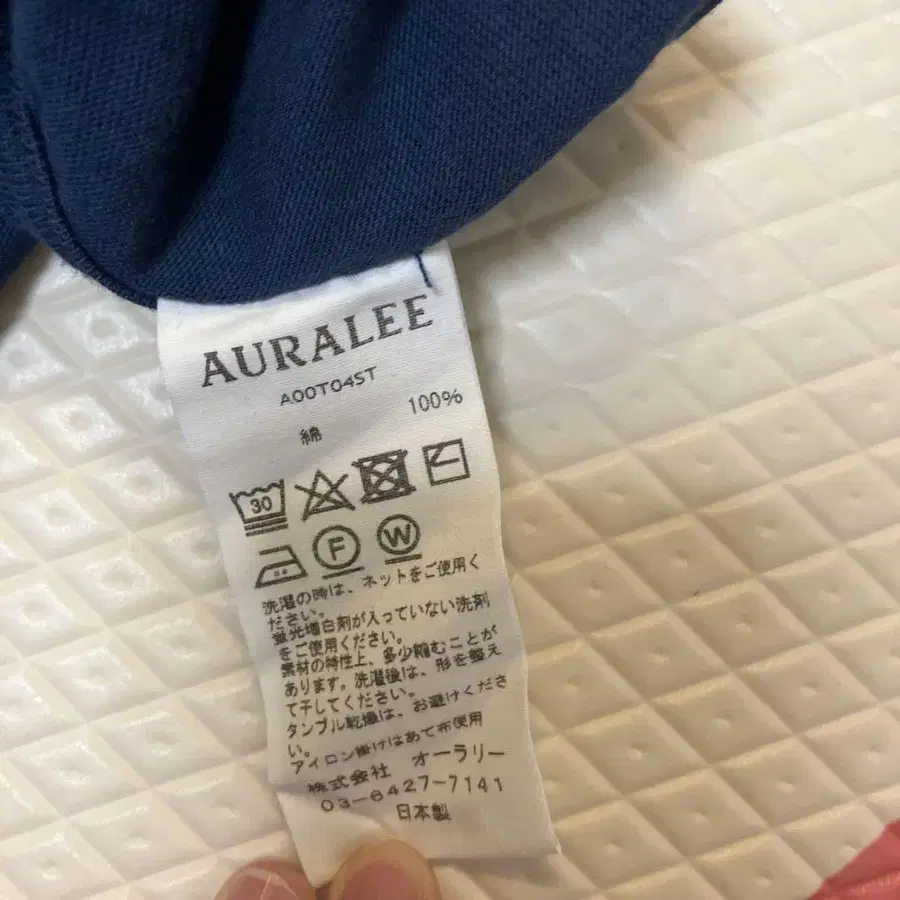 AURALEE
A00T04ST
綿 100%
30
F W
洗濯の時は、ネットをご使用く
ださい。
蛍光増白剤が入っていない洗剤
をご使用ください。
素材の特性上、多少縮むことが
あります。洗濯後は、形を整え
て干してください。
タンブル乾燥は、お避けくださ
い。
アイロン掛けはあて布使用
株式会社 オーラリー
03-6427-7141
日本製